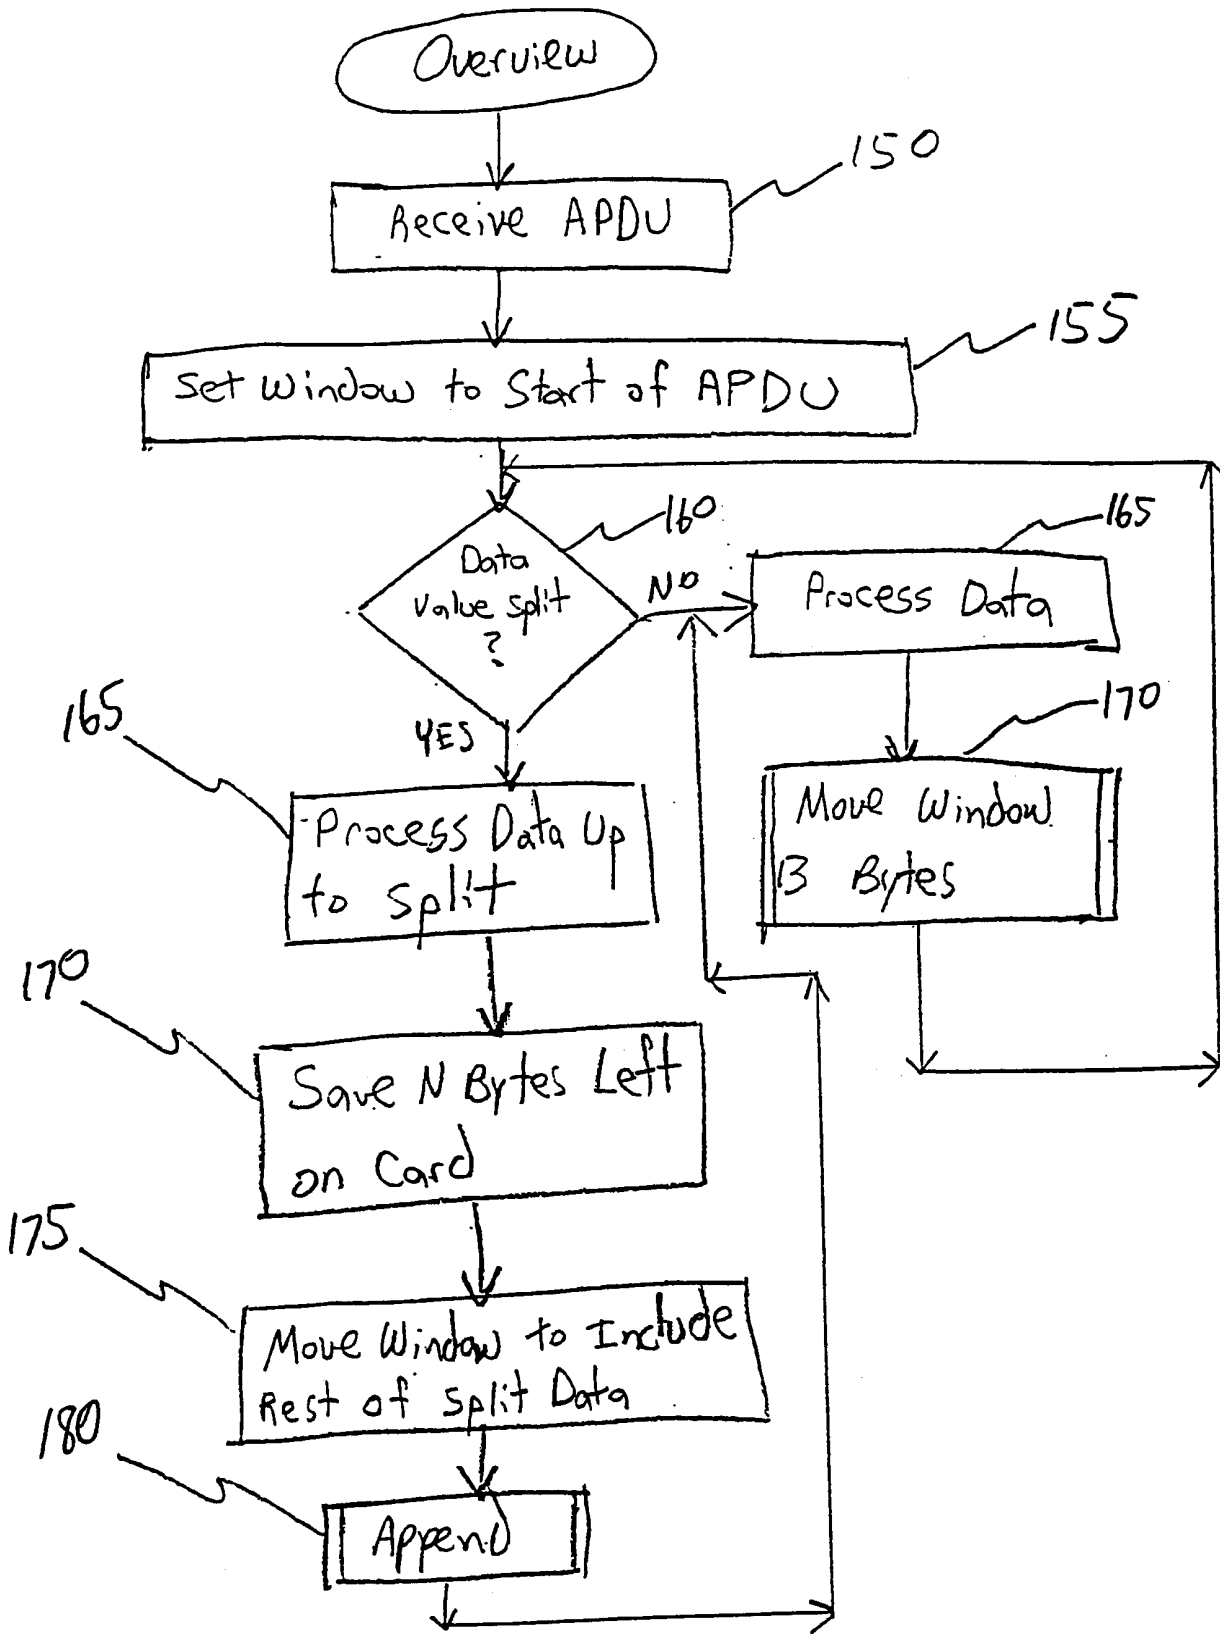 Overview
150
Receive APDU
155
Set Window to Start of APDU
160
Data
Value split
?
NO
165
Process Data
YES
165
170
Process Data Up
to split
Move Window
B Bytes
170
Save N Bytes Left
on Card
175
Move Window to Include
Rest of split Data
180
Append